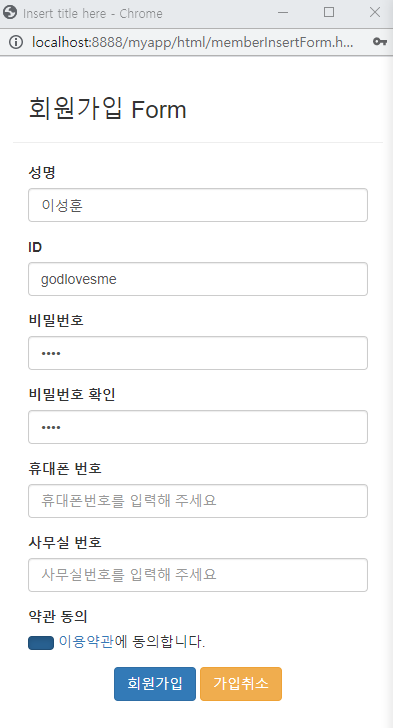 Insert title here - Chrome
localhost:8888/myapp/html/memberInsertForm.h...
회원가입 Form
성명
이성훈
ID
godlovesme
비밀번호
••••
비밀번호 확인
••••
휴대폰 번호
휴대폰번호를 입력해 주세요
사무실 번호
사무실번호를 입력해 주세요
약관 동의
이용약관에 동의합니다.
회원가입 가입취소